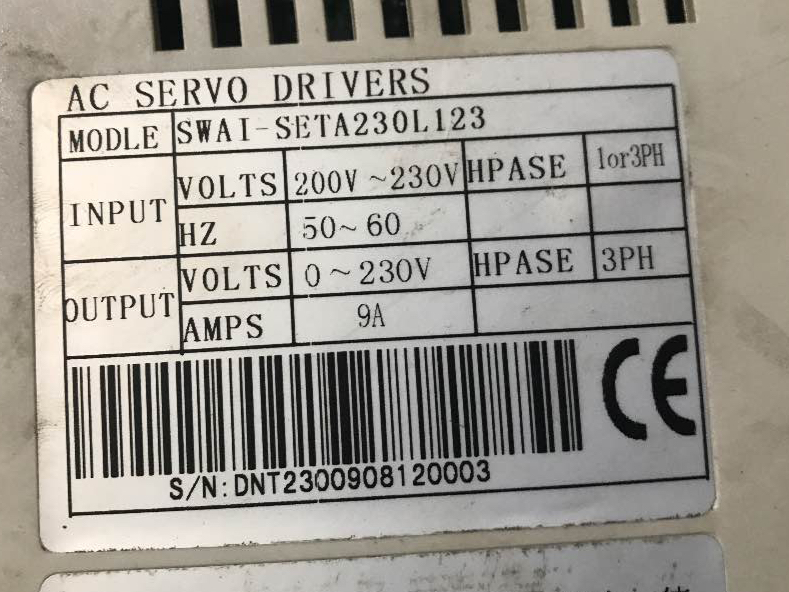 AC SERVO DRIVERS
MODLE SWAI-SETA230L123
INPUT VOLTS 200V ~230V HPASE 1or3PH
HZ 50~ 60
OUTPUT VOLTS 0 ~ 230V HPASE 3PH
AMPS 9A
CE
S/N: DNT2300908120003